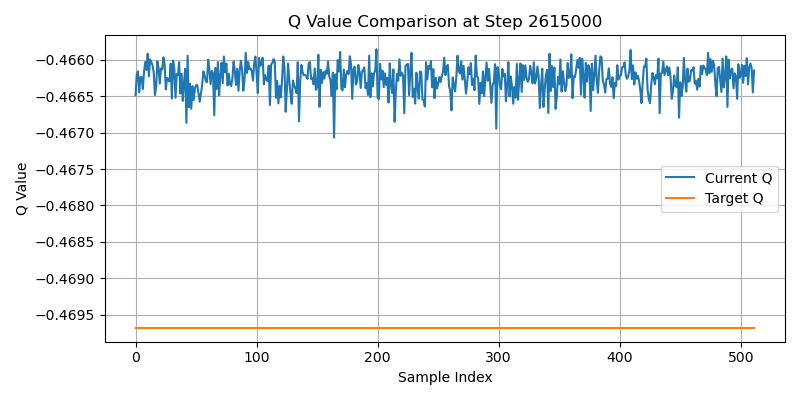 Q Value Comparison at Step 2615000
−0.4660
−0.4665
−0.4670
−0.4675
−0.4680
−0.4685
−0.4690
−0.4695
Q Value
Current Q
Target Q
0 100 200 300 400 500
Sample Index